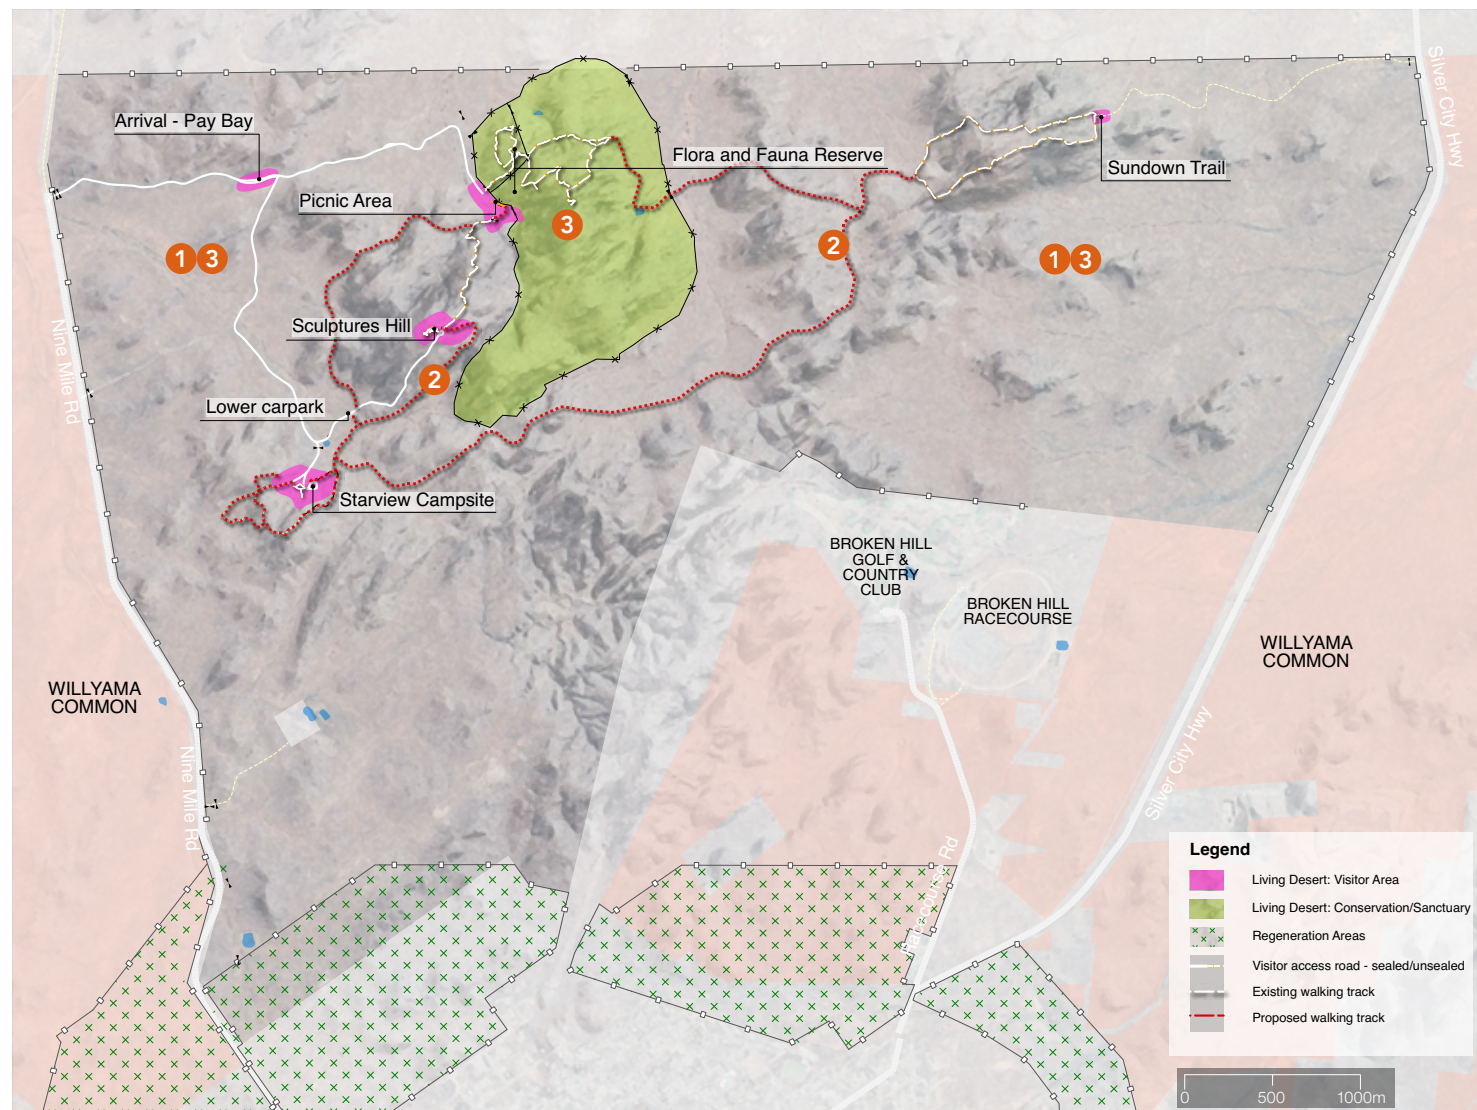 Silver City Hwy
Arrival - Pay Bay
Flora and Fauna Reserve
Sundown Trail
Picnic Area
3
2
1 3
1 3
Sculptures Hill
Nine Mile Rd
2
Lower carpark
Starview Campsite
BROKEN HILL
GOLF &
COUNTRY
CLUB
BROKEN HILL
RACECOURSE
WILLYAMA
COMMON
WILLYAMA
COMMON
Nine Mile Rd
Silver City Hwy
Racecourse Rd
Legend
Living Desert: Visitor Area
Living Desert: Conservation/Sanctuary
Regeneration Areas
Visitor access road - sealed/unsealed
Existing walking track
Proposed walking track
0 500 1000m